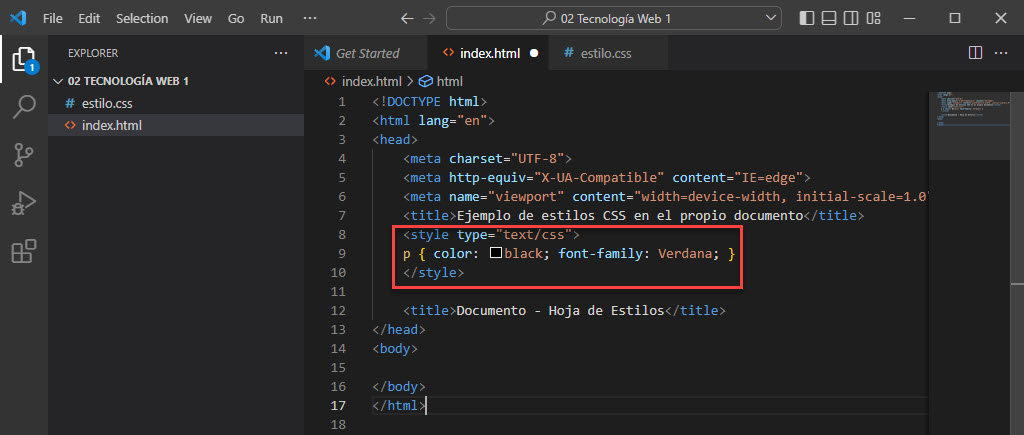 File Edit Selection View Go Run ··· 02 Tecnología Web 1
EXPLORER ···
Get Started index.html estilo.css ···
1
02 TECNOLOGÍA WEB 1
# estilo.css
<> index.html
<> index.html > html
1 <!DOCTYPE html>
2 <html lang="en">
3 <head>
4 <meta charset="UTF-8">
5 <meta http-equiv="X-UA-Compatible" content="IE=edge">
6 <meta name="viewport" content="width=device-width, initial-scale=1.0"
7 <title>Ejemplo de estilos CSS en el propio documento</title>
8 <style type="text/css">
9 p { color: black; font-family: Verdana; }
10 </style>
11
12 <title>Documento - Hoja de Estilos</title>
13 </head>
14 <body>
15
16 </body>
17 </html>
18